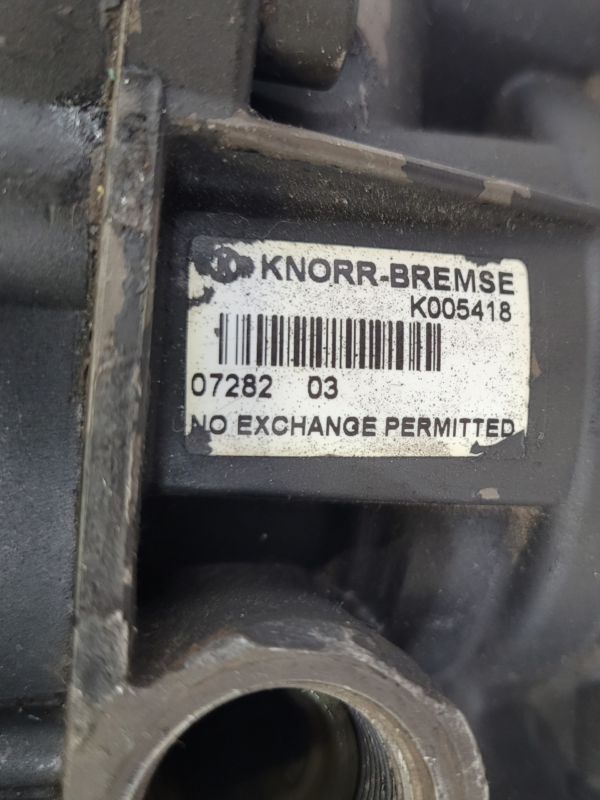 KNORR-BREMSE
K005418
07282 03
NO EXCHANGE PERMITTED